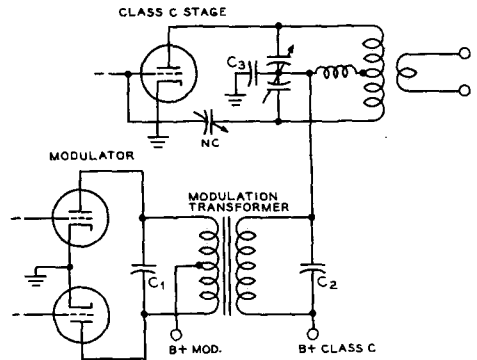 CLASS C STAGE
C3
NC
MODULATOR
MODULATION
TRANSFORMER
C1
C2
B+ MOD.
B+ CLASS C